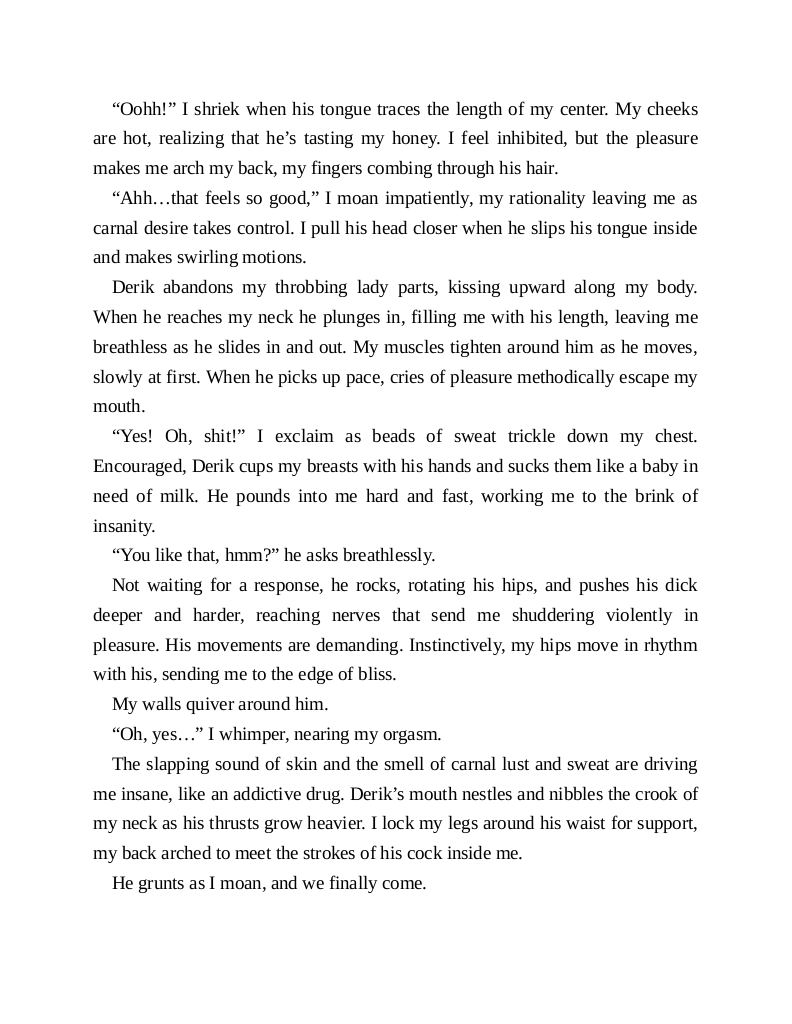 “Oohh!” I shriek when his tongue traces the length of my center. My cheeks
are hot, realizing that he’s tasting my honey. I feel inhibited, but the pleasure
makes me arch my back, my fingers combing through his hair.
“Ahh…that feels so good,” I moan impatiently, my rationality leaving me as
carnal desire takes control. I pull his head closer when he slips his tongue inside
and makes swirling motions.
Derik abandons my throbbing lady parts, kissing upward along my body.
When he reaches my neck he plunges in, filling me with his length, leaving me
breathless as he slides in and out. My muscles tighten around him as he moves,
slowly at first. When he picks up pace, cries of pleasure methodically escape my
mouth.
“Yes! Oh, shit!” I exclaim as beads of sweat trickle down my chest.
Encouraged, Derik cups my breasts with his hands and sucks them like a baby in
need of milk. He pounds into me hard and fast, working me to the brink of
insanity.
“You like that, hmm?” he asks breathlessly.
Not waiting for a response, he rocks, rotating his hips, and pushes his dick
deeper and harder, reaching nerves that send me shuddering violently in
pleasure. His movements are demanding. Instinctively, my hips move in rhythm
with his, sending me to the edge of bliss.
My walls quiver around him.
“Oh, yes…” I whimper, nearing my orgasm.
The slapping sound of skin and the smell of carnal lust and sweat are driving
me insane, like an addictive drug. Derik’s mouth nestles and nibbles the crook of
my neck as his thrusts grow heavier. I lock my legs around his waist for support,
my back arched to meet the strokes of his cock inside me.
He grunts as I moan, and we finally come.